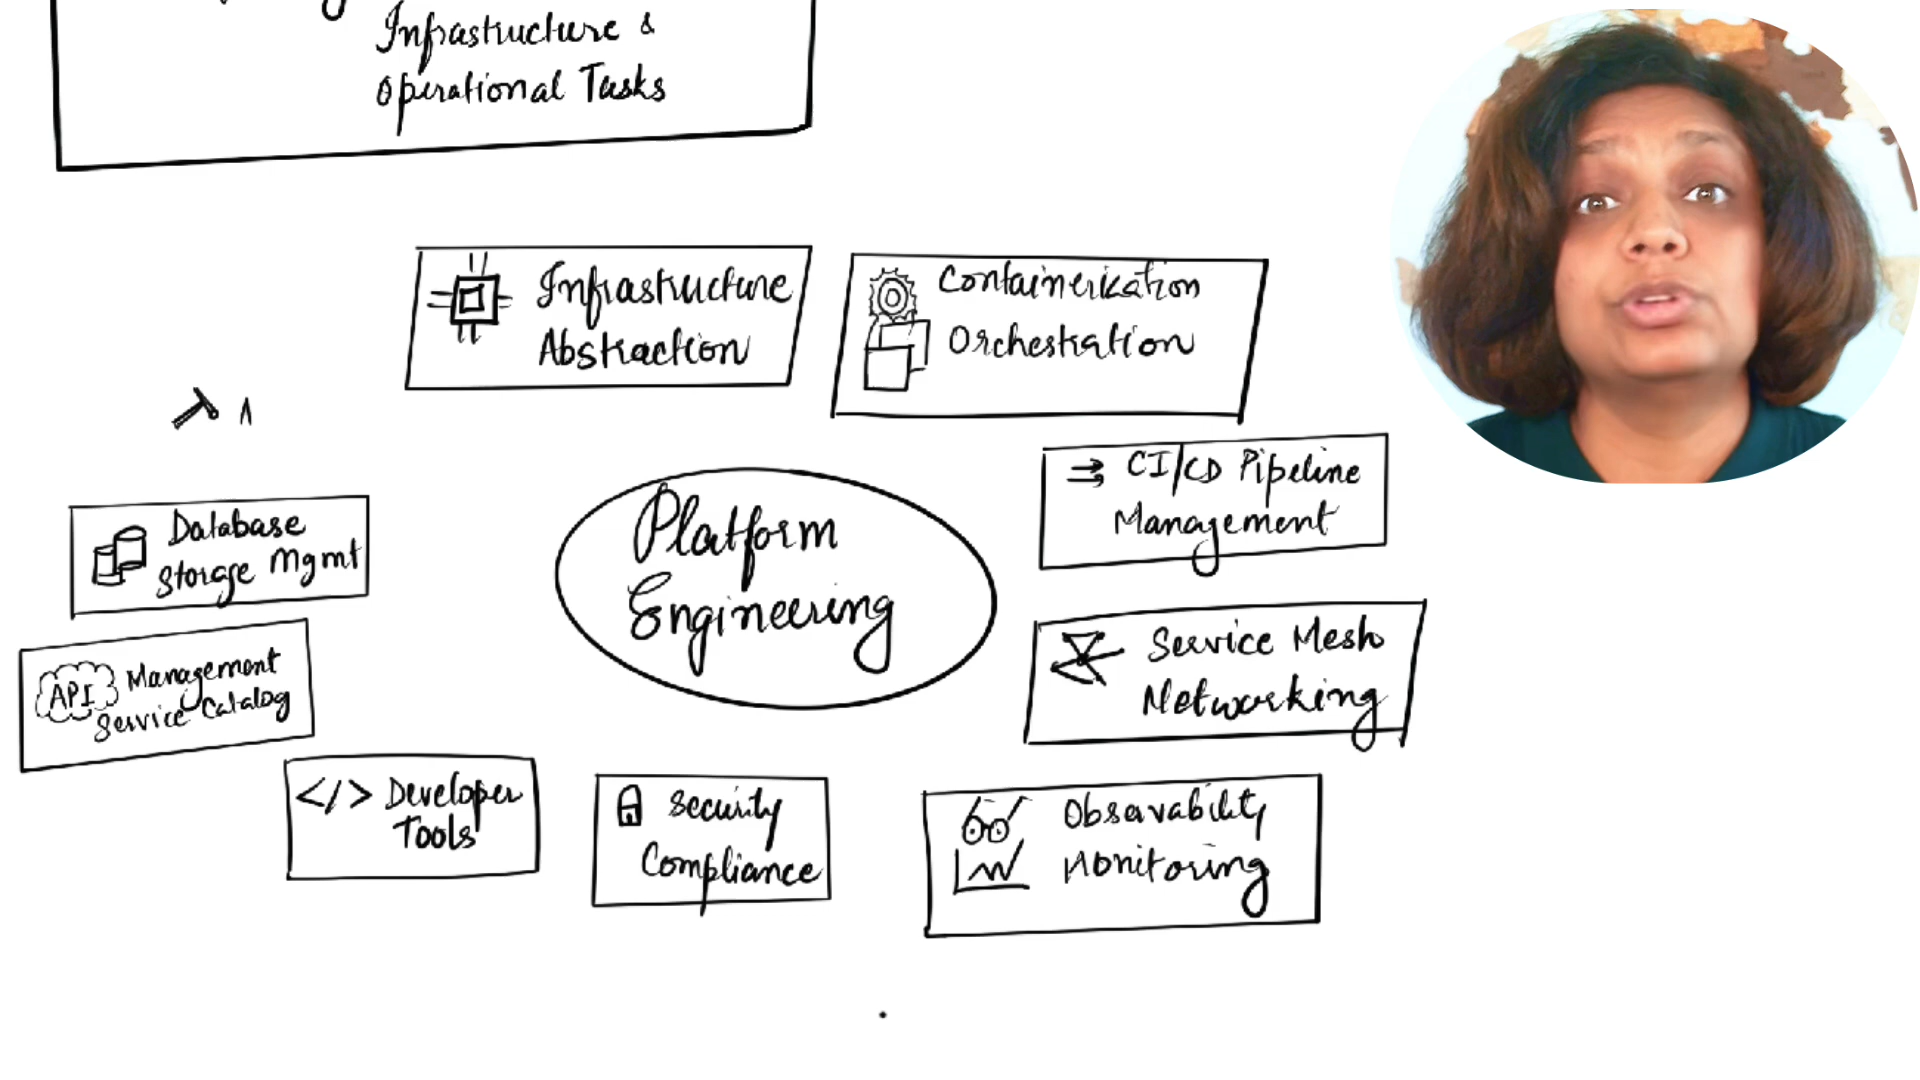 Infrastructure &
Operational Tasks
Infrastructure
Abstraction
Containerization
Orchestration
CI/CD Pipeline
Management
Database
Storage Mgmt
Platform
Engineering
Service Mesh
Networking
API Management
Service Catalog
</> Developer
Tools
Security
Compliance
Observability
Monitoring